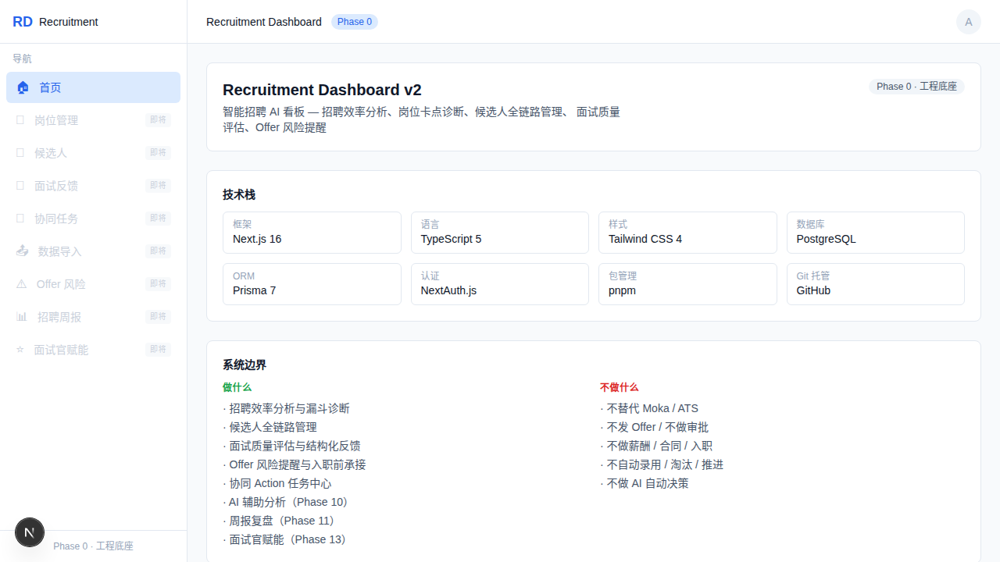 RD Recruitment
导航
首页
岗位管理 即将
候选人 即将
面试反馈 即将
协同任务 即将
数据导入 即将
Offer 风险 即将
招聘周报 即将
面试官赋能 即将
N
Phase 0 · 工程底座
Recruitment Dashboard Phase 0
A
Recruitment Dashboard v2
Phase 0 · 工程底座
智能招聘 AI 看板 — 招聘效率分析、岗位卡点诊断、候选人全链路管理、 面试质量
评估、Offer 风险提醒
技术栈
框架
Next.js 16
语言
TypeScript 5
样式
Tailwind CSS 4
数据库
PostgreSQL
ORM
Prisma 7
认证
NextAuth.js
包管理
pnpm
Git 托管
GitHub
系统边界
做什么
· 招聘效率分析与漏斗诊断
· 候选人全链路管理
· 面试质量评估与结构化反馈
· Offer 风险提醒与入职前承接
· 协同 Action 任务中心
· AI 辅助分析（Phase 10）
· 周报复盘（Phase 11）
· 面试官赋能（Phase 13）
不做什么
· 不替代 Moka / ATS
· 不发 Offer / 不做审批
· 不做薪酬 / 合同 / 入职
· 不自动录用 / 淘汰 / 推进
· 不做 AI 自动决策